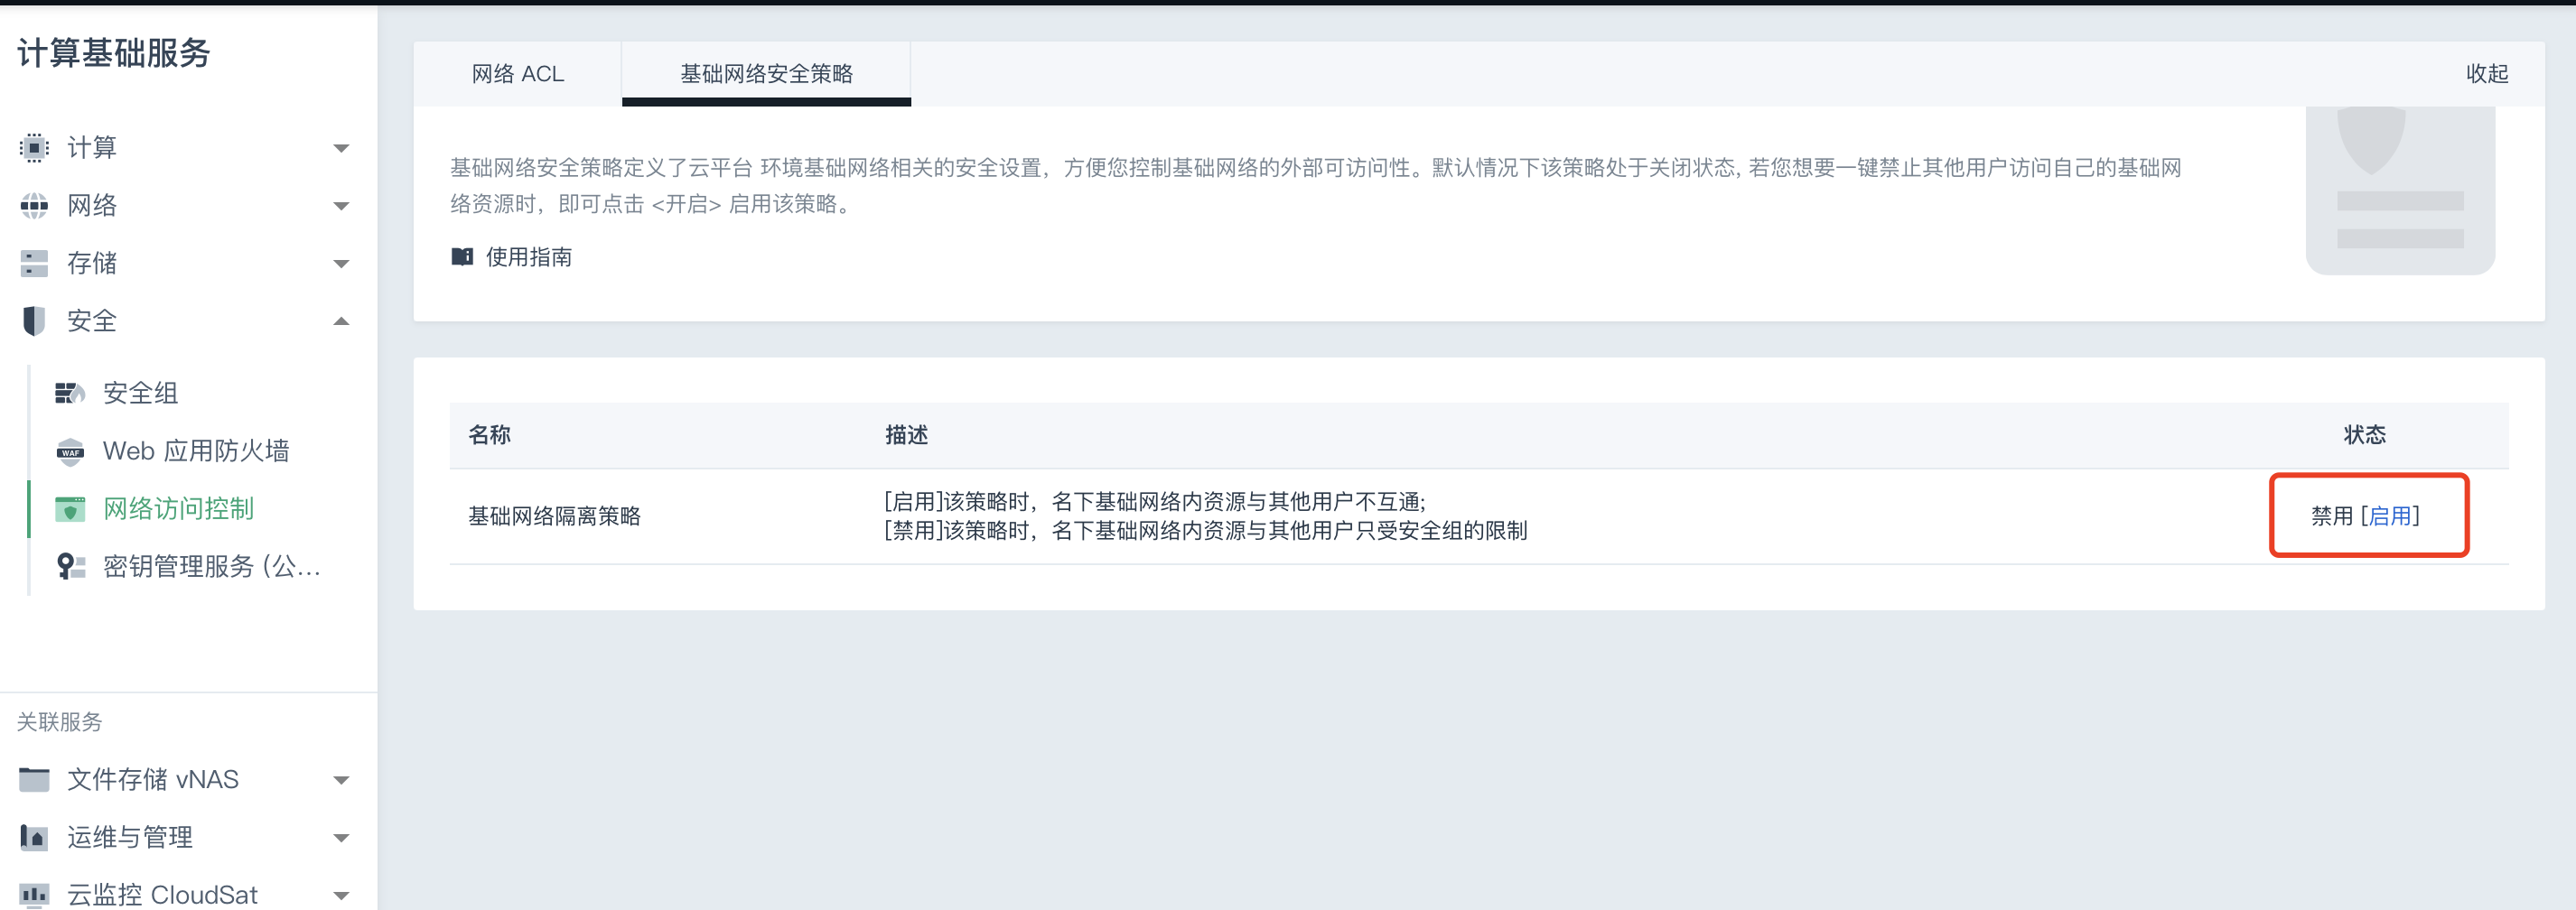 计算基础服务
计算
网络
存储
安全
安全组
WAF
Web 应用防火墙
网络访问控制
密钥管理服务 (公...
关联服务
文件存储 vNAS
运维与管理
云监控 CloudSat
网络 ACL
基础网络安全策略
收起
基础网络安全策略定义了云平台 环境基础网络相关的安全设置，方便您控制基础网络的外部可访问性。默认情况下该策略处于关闭状态, 若您想要一键禁止其他用户访问自己的基础网
络资源时，即可点击 <开启> 启用该策略。
使用指南
名称
描述
状态
基础网络隔离策略
[启用]该策略时，名下基础网络内资源与其他用户不互通;
[禁用]该策略时，名下基础网络内资源与其他用户只受安全组的限制
禁用 [启用]